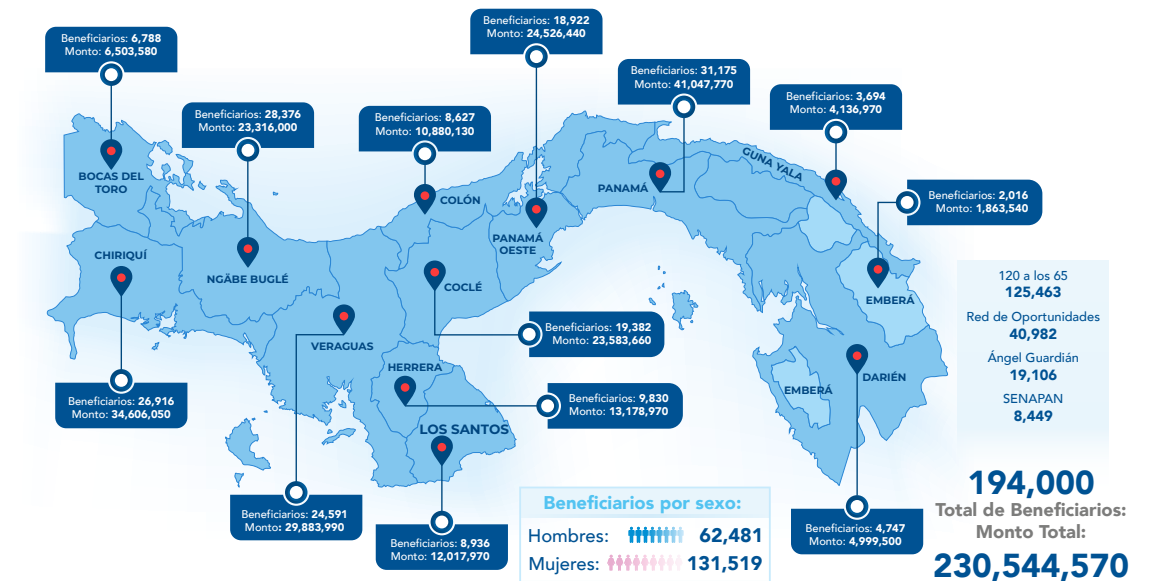 Beneficiarios: 18,922
Monto: 24,526,440
Beneficiarios: 6,788
Monto: 6,503,580
Beneficiarios: 31,175
Monto: 41,047,770
Beneficiarios: 3,694
Monto: 4,136,970
Beneficiarios: 28,376
Monto: 23,316,000
Beneficiarios: 8,627
Monto: 10,880,130
GUNA YALA
BOCAS DEL
TORO
PANAMÁ
COLÓN
Beneficiarios: 2,016
Monto: 1,863,540
PANAMÁ
OESTE
CHIRIQUÍ
NGÄBE BUGLÉ
COCLÉ
EMBERÁ
120 a los 65
125,463
Red de Oportunidades
40,982
Ángel Guardián
19,106
SENAPAN
8,449
Beneficiarios: 19,382
Monto: 23,583,660
VERAGUAS
HERRERA
EMBERÁ
DARIÉN
Beneficiarios: 26,916
Monto: 34,606,050
Beneficiarios: 9,830
Monto: 13,178,970
LOS SANTOS
Beneficiarios: 24,591
Monto: 29,883,990
Beneficiarios: 8,936
Monto: 12,017,970
Beneficiarios por sexo:
Hombres: 62,481
Mujeres: 131,519
Beneficiarios: 4,747
Monto: 4,999,500
194,000
Total de Beneficiarios:
Monto Total:
230,544,570